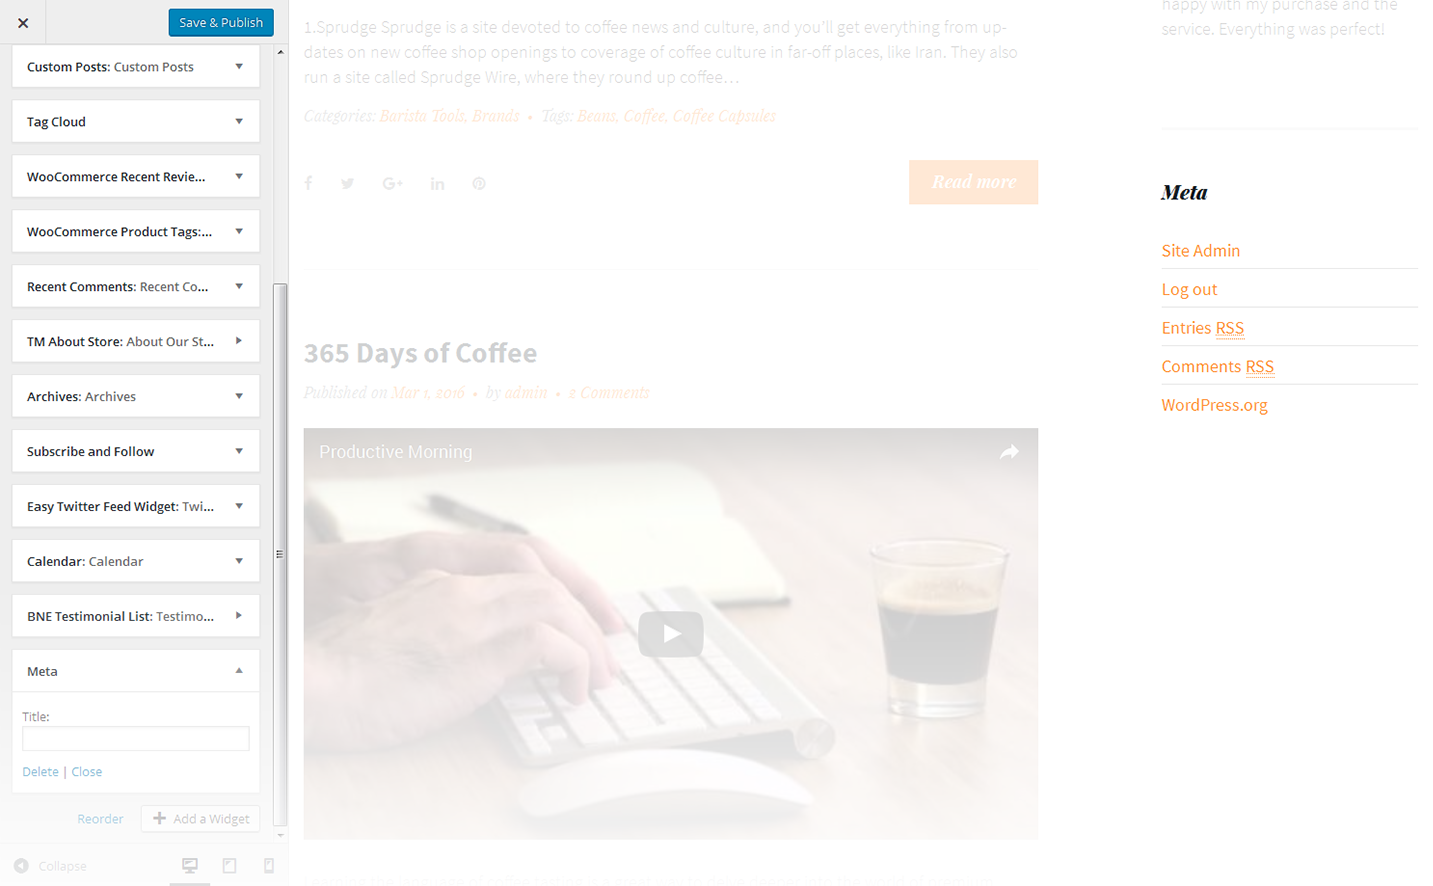 Save & Publish
Custom Posts: Custom Posts
Tag Cloud
WooCommerce Recent Revie...
WooCommerce Product Tags:...
Recent Comments: Recent Co...
TM About Store: About Our St...
Archives: Archives
Subscribe and Follow
Easy Twitter Feed Widget: Twi...
Calendar: Calendar
BNE Testimonial List: Testimo...
Meta
Title:
Delete | Close
Reorder
Add a Widget
Collapse
1.Sprudge Sprudge is a site devoted to coffee news and culture, and you'll get everything from up-
dates on new coffee shop openings to coverage of coffee culture in far-off places, like Iran. They also
run a site called Sprudge Wire, where they round up coffee…
Categories: Barista Tools, Brands • Tags: Beans, Coffee, Coffee Capsules
Read more
365 Days of Coffee
Published on Mar 1, 2016 • by admin • 2 Comments
Productive Morning
happy with my purchase and the
service. Everything was perfect!
Meta
Site Admin
Log out
Entries RSS
Comments RSS
WordPress.org